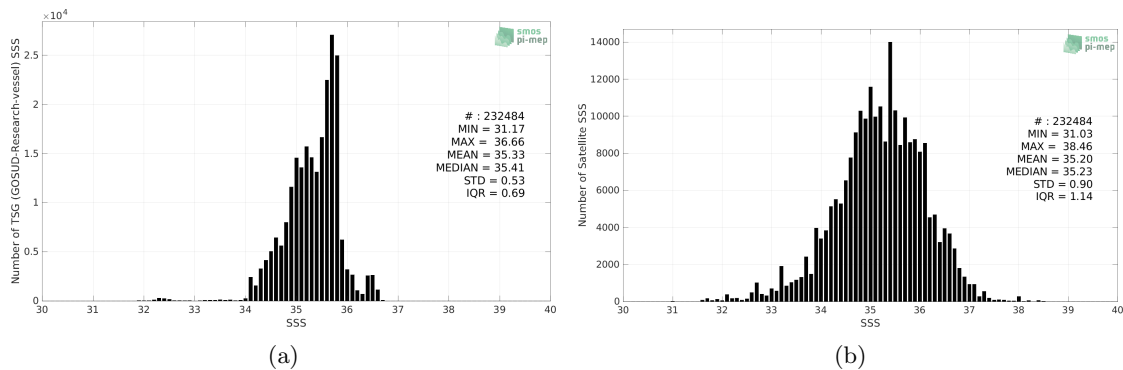 ×10⁴
2.5
2
1.5
1
0.5
0
30 31 32 33 34 35 36 37 38 39 40
SSS
Number of TSG (GOSUD-Research-vessel) SSS
smos
pi-mep
# : 232484
MIN = 31.17
MAX = 36.66
MEAN = 35.33
MEDIAN = 35.41
STD = 0.53
IQR = 0.69
(a)
14000
12000
10000
8000
6000
4000
2000
0
30 31 32 33 34 35 36 37 38 39 40
SSS
Number of Satellite SSS
smos
pi-mep
# : 232484
MIN = 31.03
MAX = 38.46
MEAN = 35.20
MEDIAN = 35.23
STD = 0.90
IQR = 1.14
(b)